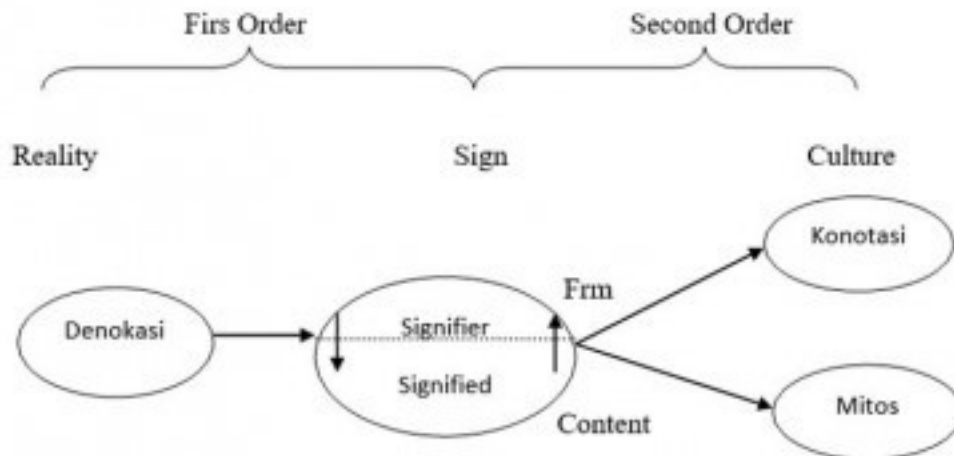 Firs Order
Second Order
Reality
Sign
Culture
Konotasi
Frm
Denokasi
Signifier
Signified
Mitos
Content